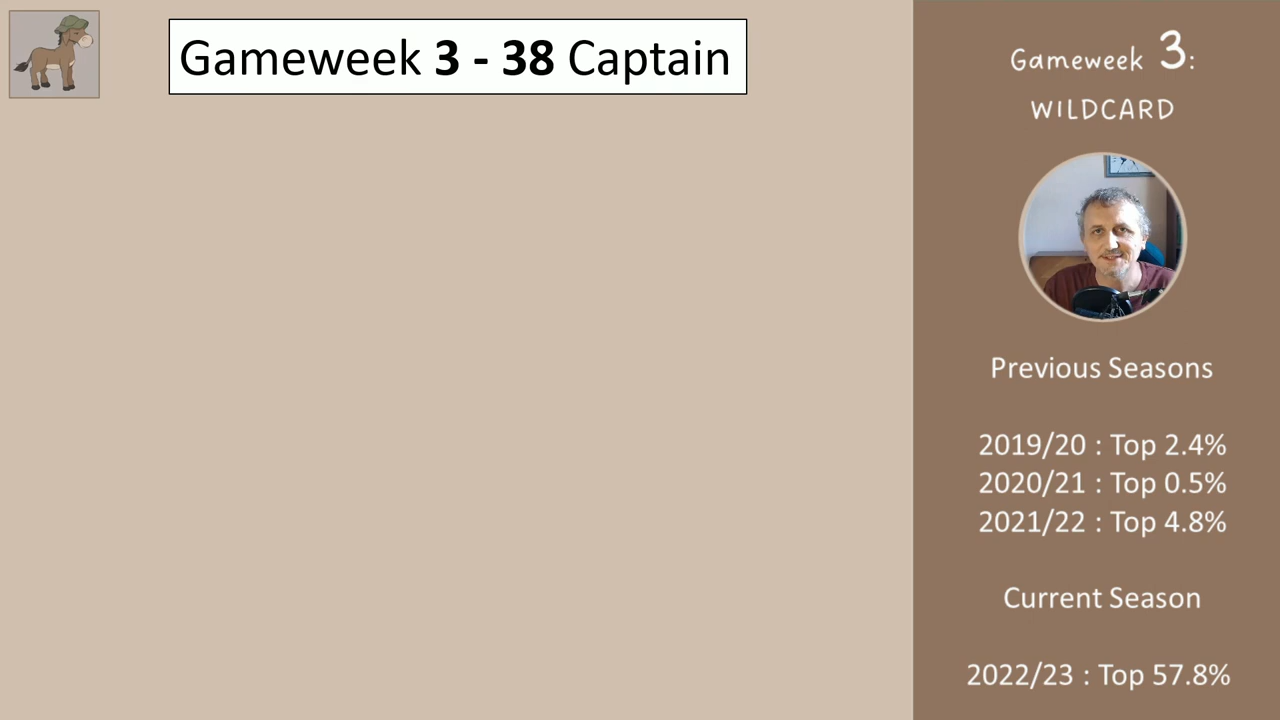 Gameweek 3 - 38 Captain
Gameweek 3:
WILDCARD
Previous Seasons
2019/20 : Top 2.4%
2020/21 : Top 0.5%
2021/22 : Top 4.8%
Current Season
2022/23 : Top 57.8%